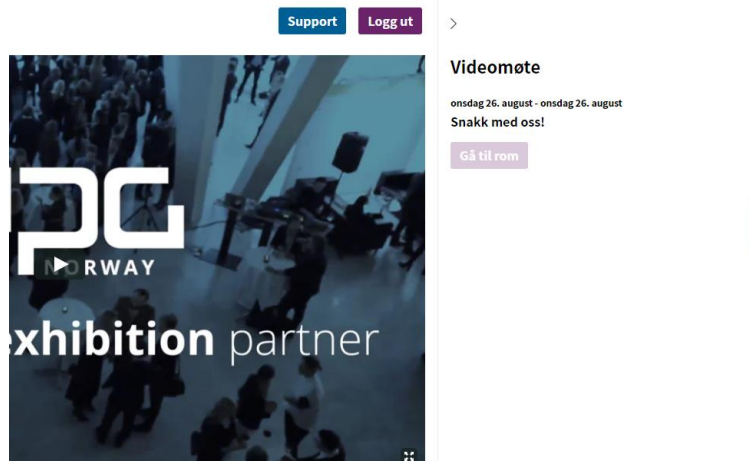 Support
Logg ut
PG
NORWAY
exhibition partner
Videomøte
onsdag 26. august - onsdag 26. august
Snakk med oss!
Gå til rom